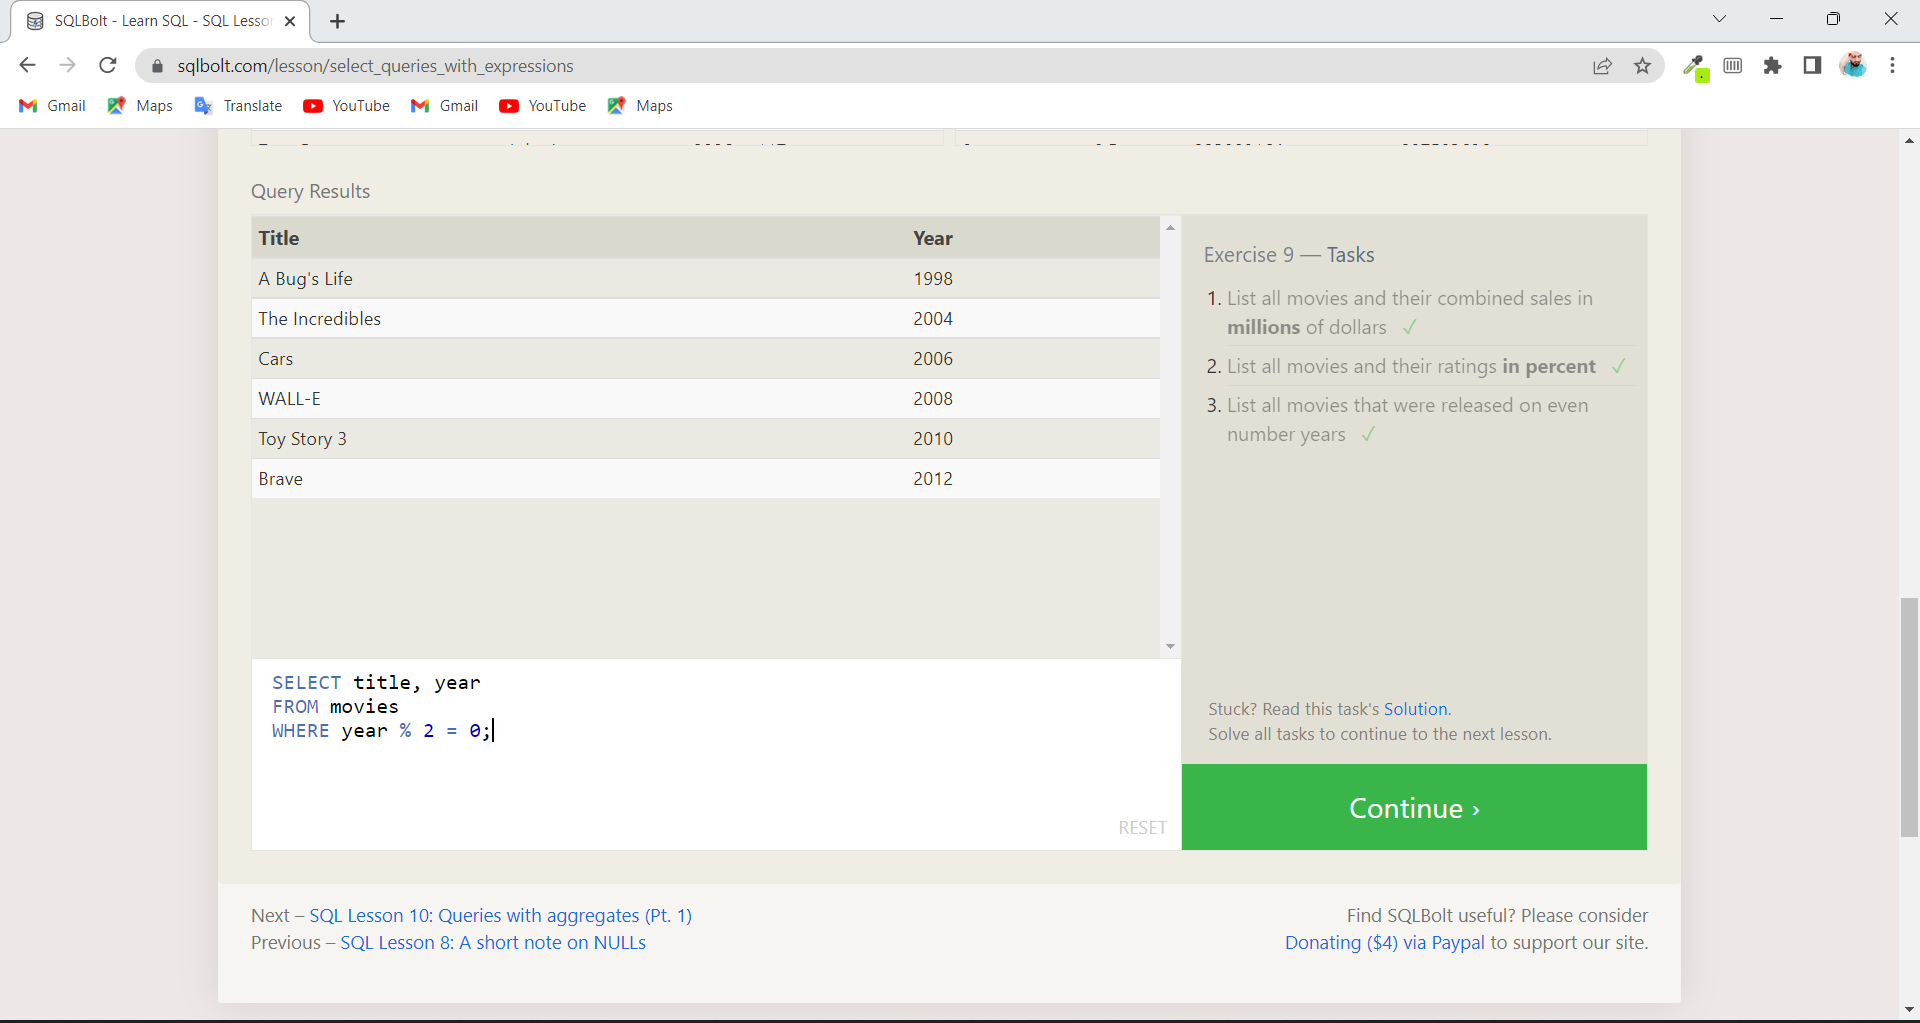 SQLBolt - Learn SQL - SQL Lesso
sqlbolt.com/lesson/select_queries_with_expressions
Gmail Maps Translate YouTube Gmail YouTube Maps
Query Results
Title Year
A Bug's Life 1998
The Incredibles 2004
Cars 2006
WALL-E 2008
Toy Story 3 2010
Brave 2012
Exercise 9 — Tasks
1. List all movies and their combined sales in
millions of dollars ✓
2. List all movies and their ratings in percent ✓
3. List all movies that were released on even
number years ✓
SELECT title, year
FROM movies
WHERE year % 2 = 0;
RESET
Stuck? Read this task's Solution.
Solve all tasks to continue to the next lesson.
Continue ›
Next – SQL Lesson 10: Queries with aggregates (Pt. 1)
Previous – SQL Lesson 8: A short note on NULLs
Find SQLBolt useful? Please consider
Donating ($4) via Paypal to support our site.